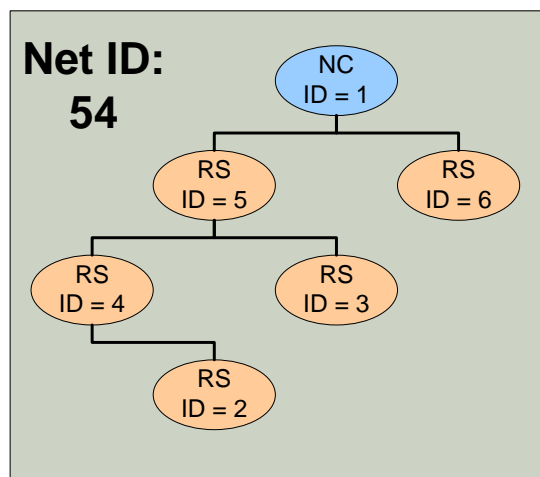 Net ID:
54
NC
ID = 1
RS
ID = 5
RS
ID = 6
RS
ID = 4
RS
ID = 3
RS
ID = 2